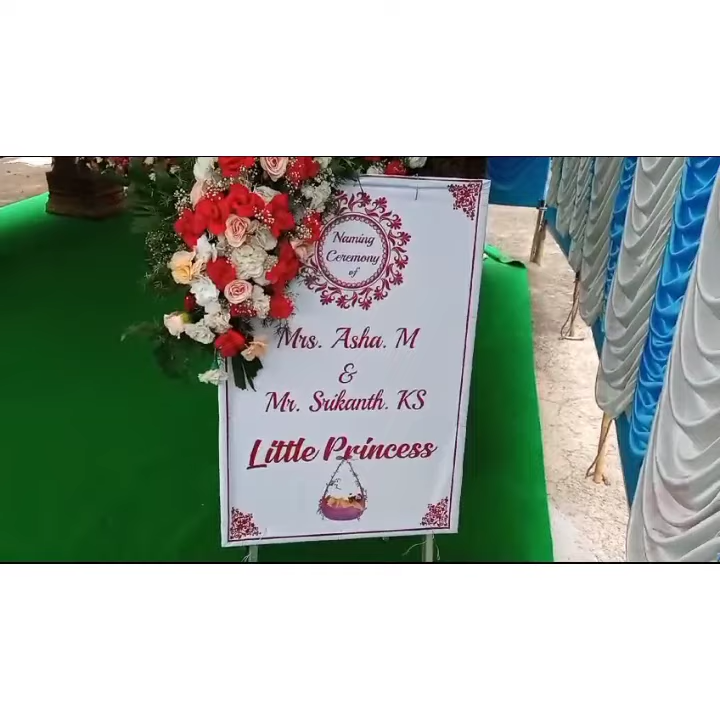 Naming
Ceremony
of
Mrs. Asha. M
&
Mr. Srikanth. KS
Little Princess